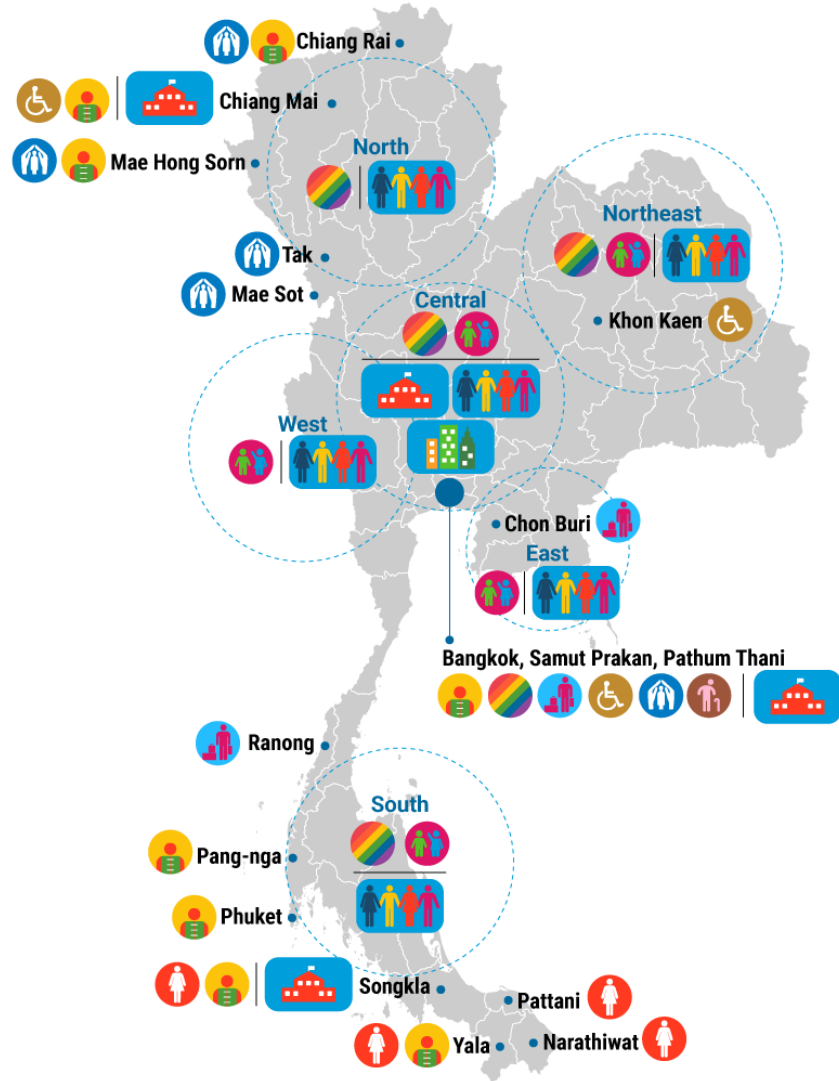 Chiang Rai
Chiang Mai
Mae Hong Sorn
North
Northeast
Tak
Mae Sot
Central
Khon Kaen
West
Chon Buri
East
Bangkok, Samut Prakan, Pathum Thani
Ranong
South
Pang-nga
Phuket
Songkla
Pattani
Yala
Narathiwat